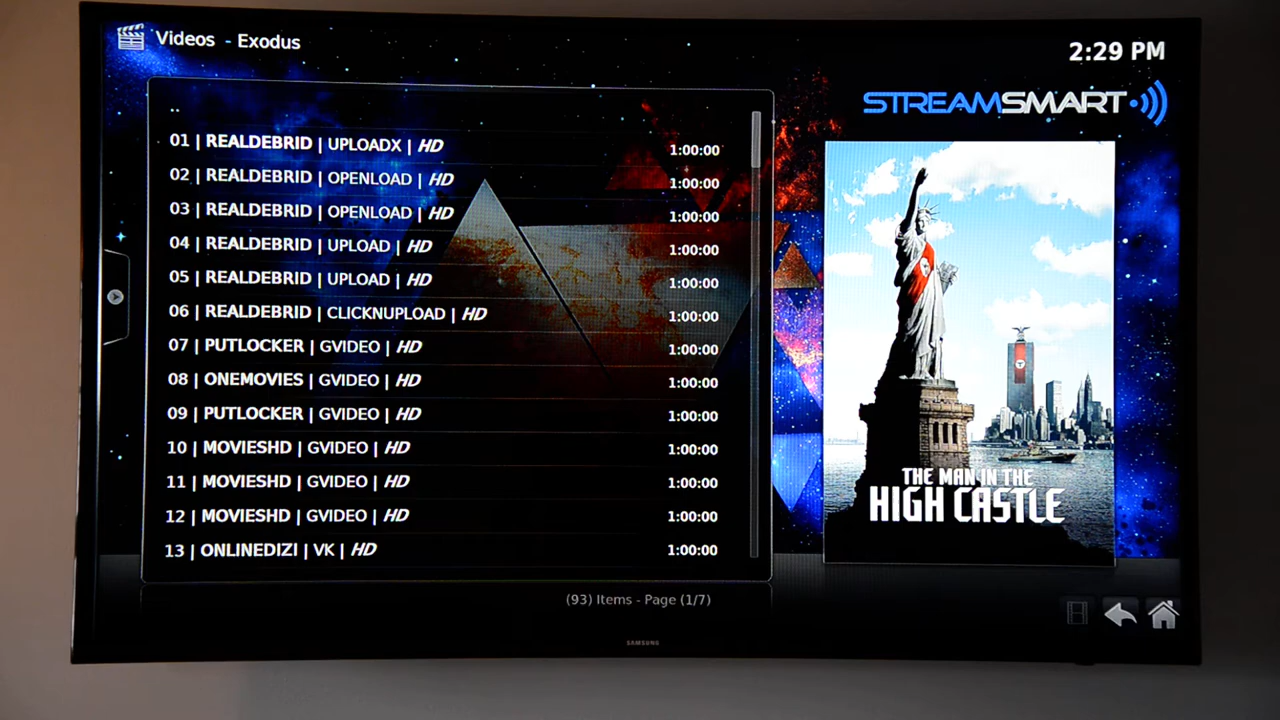 Videos - Exodus
2:29 PM
STREAMSMART
..
01 | REALDEBRID | UPLOADX | HD 1:00:00
02 | REALDEBRID | OPENLOAD | HD 1:00:00
03 | REALDEBRID | OPENLOAD | HD 1:00:00
04 | REALDEBRID | UPLOAD | HD 1:00:00
05 | REALDEBRID | UPLOAD | HD 1:00:00
06 | REALDEBRID | CLICKNUPLOAD | HD 1:00:00
07 | PUTLOCKER | GVIDEO | HD 1:00:00
08 | ONEMOVIES | GVIDEO | HD 1:00:00
09 | PUTLOCKER | GVIDEO | HD 1:00:00
10 | MOVIESHD | GVIDEO | HD 1:00:00
11 | MOVIESHD | GVIDEO | HD 1:00:00
12 | MOVIESHD | GVIDEO | HD 1:00:00
13 | ONLINEDIZI | VK | HD 1:00:00
THE MAN IN THE
HIGH CASTLE
(93) Items - Page (1/7)
SAMSUNG